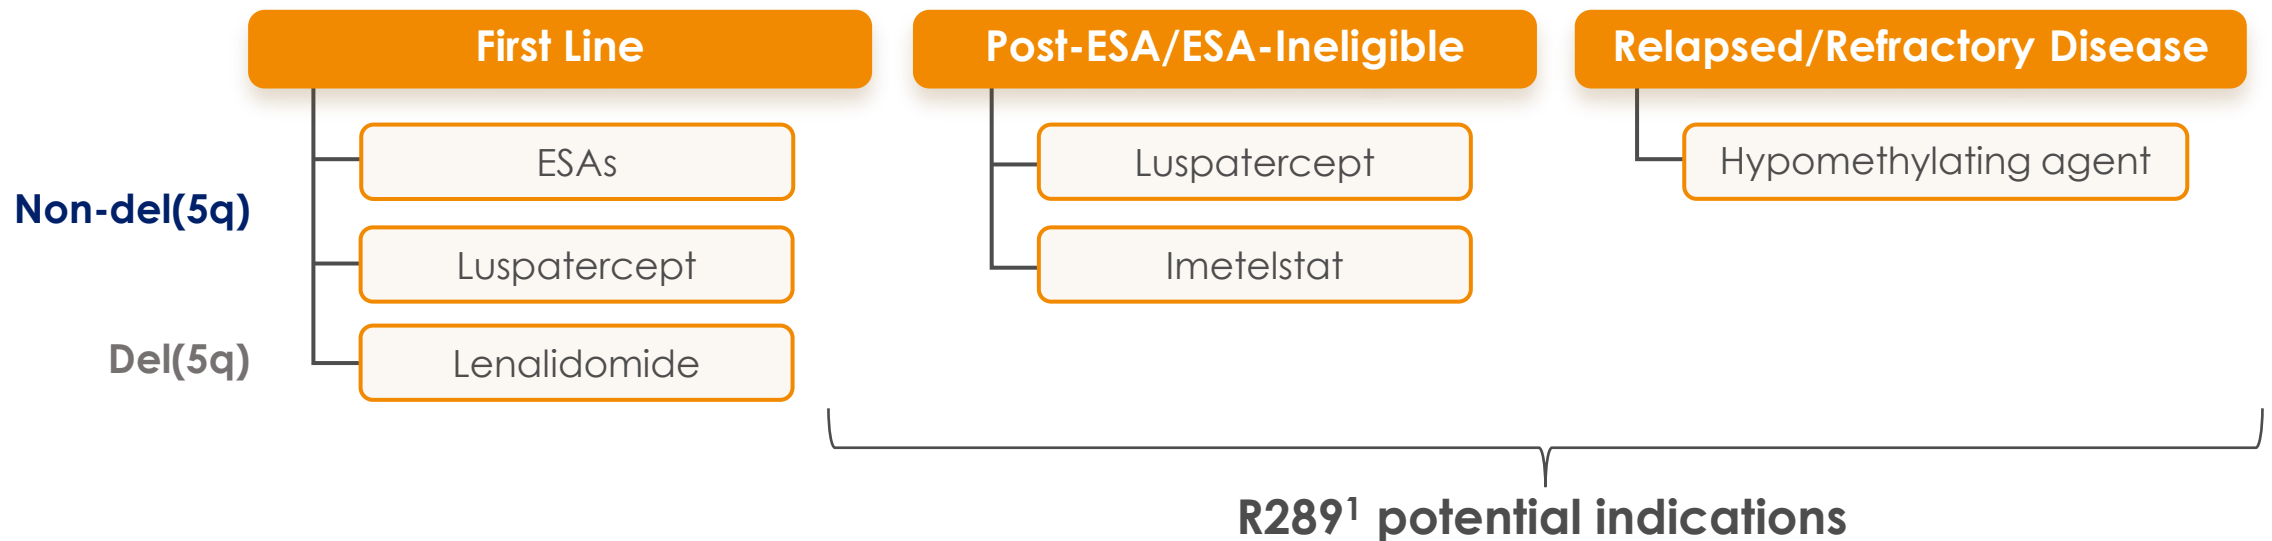 First Line
Post-ESA/ESA-Ineligible
Relapsed/Refractory Disease
Non-del(5q)
ESAs
Luspatercept
Del(5q)
Lenalidomide
Luspatercept
Imetelstat
Hypomethylating agent
R289¹ potential indications